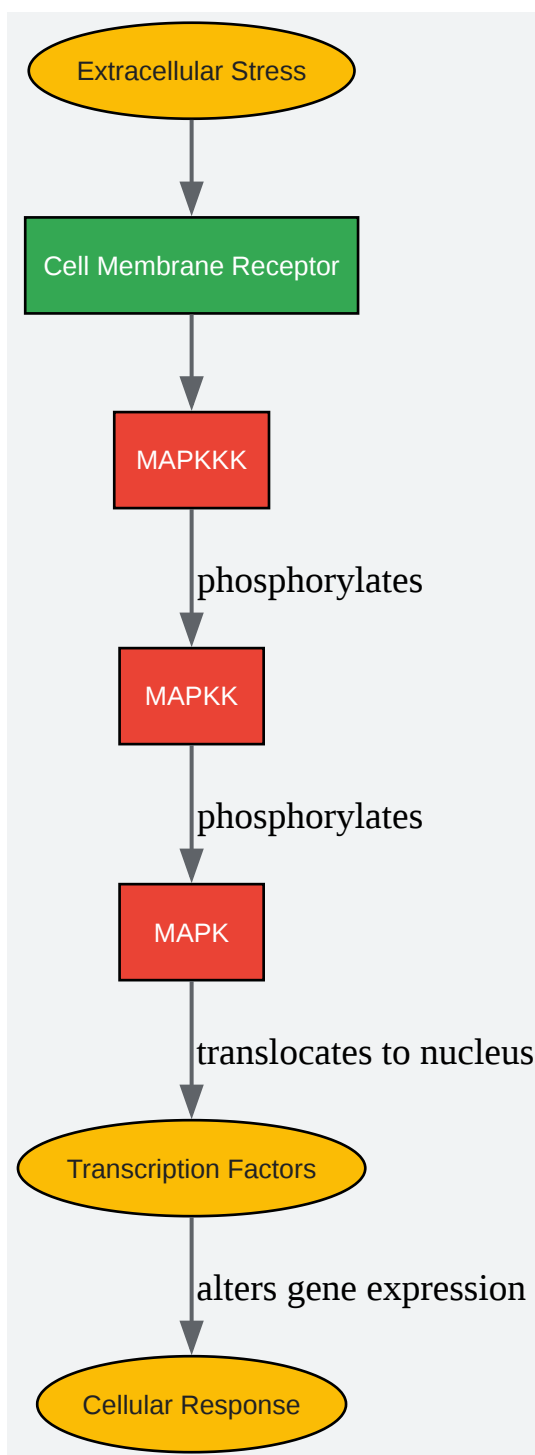 Extracellular Stress
Cell Membrane Receptor
MAPKKK
phosphorylates
MAPKK
phosphorylates
MAPK
translocates to nucleus
Transcription Factors
alters gene expression
Cellular Response